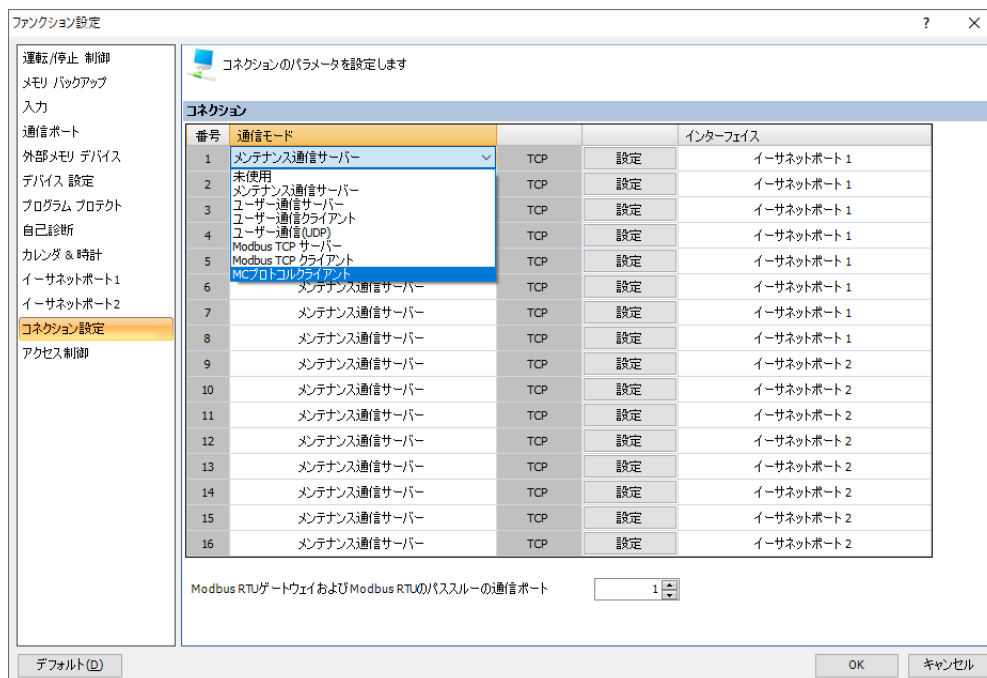 ファンクション設定
? ×
運転/停止 制御
メモリ バックアップ
入力
通信ポート
外部メモリ デバイス
デバイス 設定
プログラム プロテクト
自己診断
カレンダ & 時計
イーサネットポート1
イーサネットポート2
コネクション設定
アクセス制御
コネクションのパラメータを設定します
コネクション
番号 通信モード インターフェイス
1 メンテナンス通信サーバー TCP 設定 イーサネットポート 1
未使用
メンテナンス通信サーバー
ユーザー通信サーバー
ユーザー通信クライアント
ユーザー通信(UDP)
Modbus TCP サーバー
Modbus TCP クライアント
MCプロトコルクライアント
2 TCP 設定 イーサネットポート 1
3 TCP 設定 イーサネットポート 1
4 TCP 設定 イーサネットポート 1
5 TCP 設定 イーサネットポート 1
6 メンテナンス通信サーバー TCP 設定 イーサネットポート 1
7 メンテナンス通信サーバー TCP 設定 イーサネットポート 1
8 メンテナンス通信サーバー TCP 設定 イーサネットポート 1
9 メンテナンス通信サーバー TCP 設定 イーサネットポート 2
10 メンテナンス通信サーバー TCP 設定 イーサネットポート 2
11 メンテナンス通信サーバー TCP 設定 イーサネットポート 2
12 メンテナンス通信サーバー TCP 設定 イーサネットポート 2
13 メンテナンス通信サーバー TCP 設定 イーサネットポート 2
14 メンテナンス通信サーバー TCP 設定 イーサネットポート 2
15 メンテナンス通信サーバー TCP 設定 イーサネットポート 2
16 メンテナンス通信サーバー TCP 設定 イーサネットポート 2
Modbus RTUゲートウェイおよびModbus RTUのパススルーの通信ポート 1
デフォルト(D) OK キャンセル